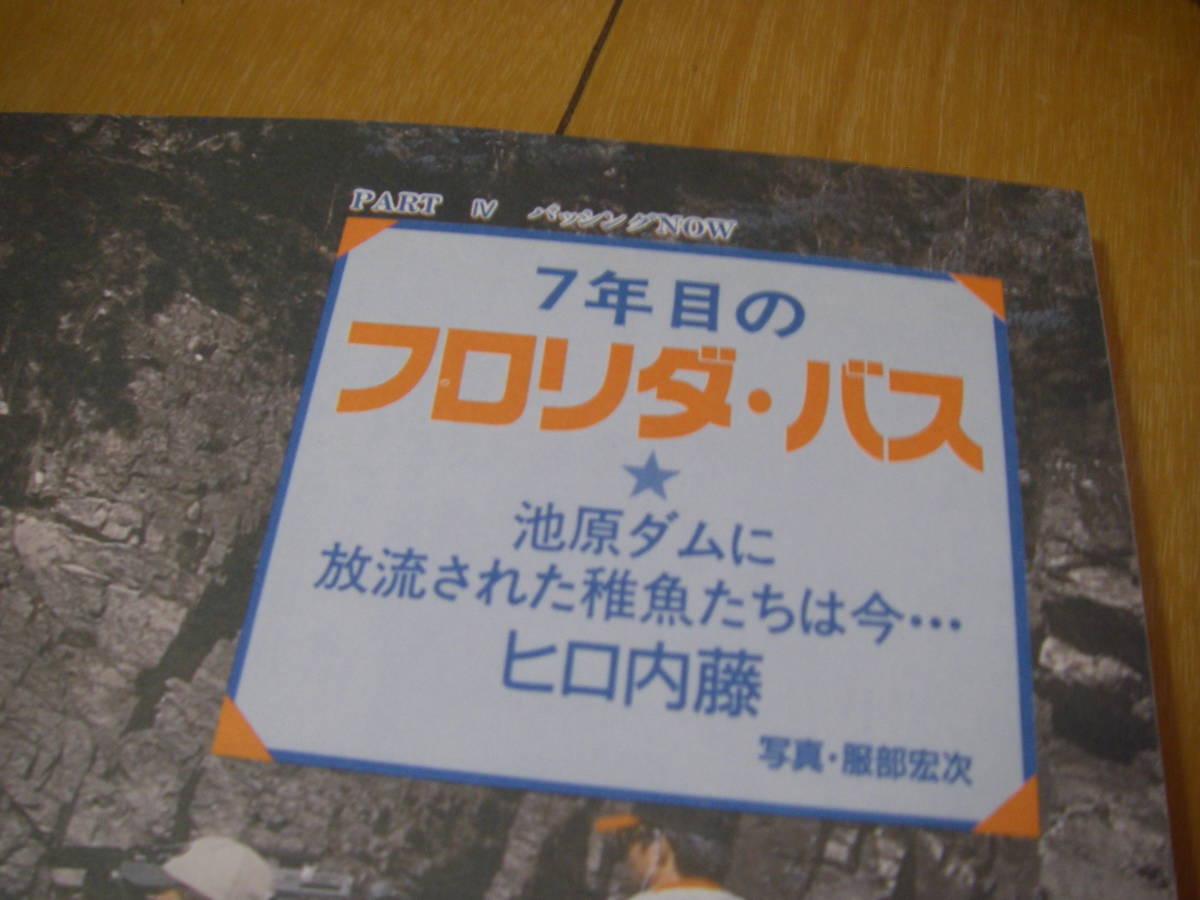 PART Ⅳ バッシングNOW
7年目の
フロリダ・バス
★
池原ダムに
放流された稚魚たちは今…
ヒロ内藤
写真・服部宏次